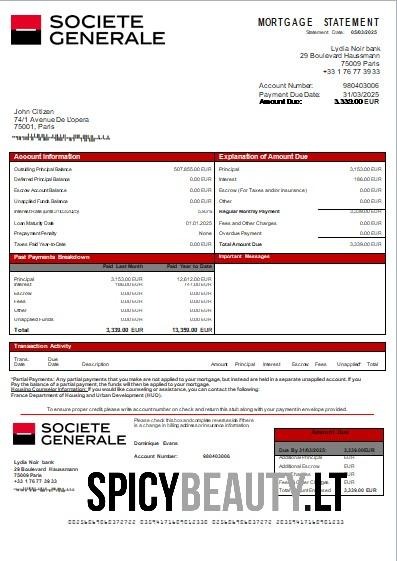 SOCIETE
GENERALE
MORTGAGE STATEMENT
Statement Date: 05/03/2025
Lydia Noir bank
29 Boulevard Haussmann
75009 Paris
+33 1 76 77 39 33
Account Number: 980403006
Payment Due Date: 31/03/2025
Amount Due: 3,339.00 EUR
John Citizen
74/1 Avenue De L'opera
75001, Paris
Account Information
Outstding Principal Balance 507,855.00 EUR
Deferred Principal Balance 0.00 EUR
Escrow Account Balance 0.00 EUR
Unapplied Funds Balance 0.00 EUR
Loan Maturity Date 01.01.2025
Prepayment Penalty None
Taxes Paid Year-to-Date 0.00 EUR
Explanation of Amount Due
Principal 3,153.00 EUR
Interest 186.00 EUR
Escrow (For Taxes and/or Insurance) 0.00 EUR
Other 0.00 EUR
Regular Monthly Payment 3,339.00 EUR
Fees and Other Charges 0.00 EUR
Overdue Payment 0.00 EUR
Total Amount Due 3,339.00 EUR
Past Payments Breakdown
Paid Last Month Paid Year to Date
Principal 3,153.00 EUR 12,612.00 EUR
Interest 186.00 EUR
Escrow 0.00 EUR 0.00 EUR
Fees 0.00 EUR 0.00 EUR
Other 0.00 EUR 0.00 EUR
Unapplied Funds 0.00 EUR 0.00 EUR
Total 3,339.00 EUR 13,359.00 EUR
Important Messages
Transaction Activity
Trans. Date Due Date Description Amount Principal Interest Escrow Fees Unapplied* Total
*Partial Payments: Any partial payments that you make are not applied to your mortgage, but instead are held in a separate unapplied account. If you
Pay the balance of a partial payment, the funds will then be applied to your mortgage.
Housing Counselor Information: If you would like counseling or assistance, you can contact the following:
France Department of Housing and Urban Development (HUD).
To ensure proper credit please write account number on check and return this stub along with your payment in envelope provided.
SOCIETE
GENERALE
Please check this box and complete reverse side if there
is a change in billing address or insurance information.
Dominique Evans
Account Number: 980403006
Lydia Noir bank
29 Boulevard Haussmann
75009 Paris
+33 1 76 77 39 33
Amount Due
Due By 31/03/2025: 3,339.00EUR
Additional Principal EUR
Additional Escrow EUR
EUR
EUR
3,339.00 EUR
SPICYBEAUTY.LT